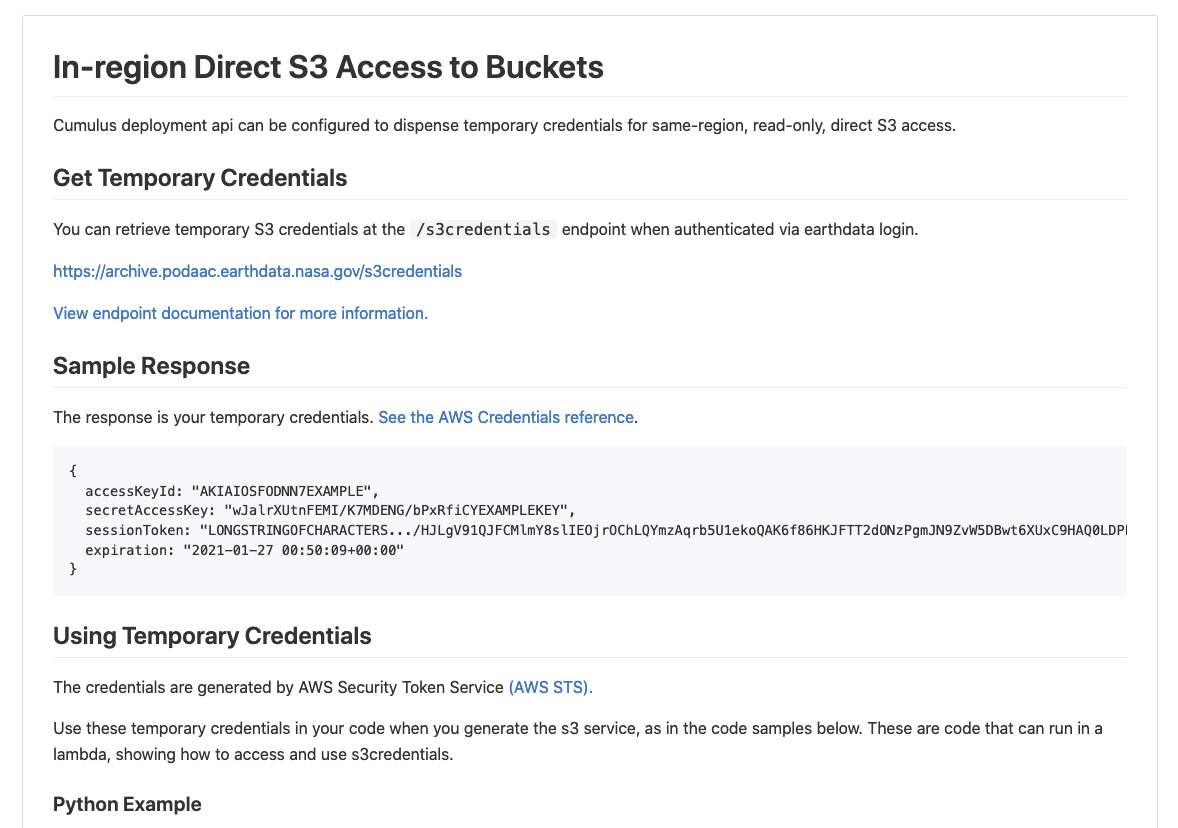 In-region Direct S3 Access to Buckets
Cumulus deployment api can be configured to dispense temporary credentials for same-region, read-only, direct S3 access.
Get Temporary Credentials
You can retrieve temporary S3 credentials at the /s3credentials endpoint when authenticated via earthdata login.
https://archive.podaac.earthdata.nasa.gov/s3credentials
View endpoint documentation for more information.
Sample Response
The response is your temporary credentials. See the AWS Credentials reference.
{
accessKeyId: "AKIAIOSFODNN7EXAMPLE",
secretAccessKey: "wJalrXUtnFEMI/K7MDENG/bPxRfiCYEXAMPLEKEY",
sessionToken: "LONGSTRINGOFCHARACTERS.../HJLgV91QJFCMlmY8slIEOjrOChLQYmzAqrb5U1ekoQAK6f86HKJFTT2dONzPgmJN9ZvW5DBwt6XUxC9HAQ0LDP
expiration: "2021-01-27 00:50:09+00:00"
}
Using Temporary Credentials
The credentials are generated by AWS Security Token Service (AWS STS).
Use these temporary credentials in your code when you generate the s3 service, as in the code samples below. These are code that can run in a
lambda, showing how to access and use s3credentials.
Python Example